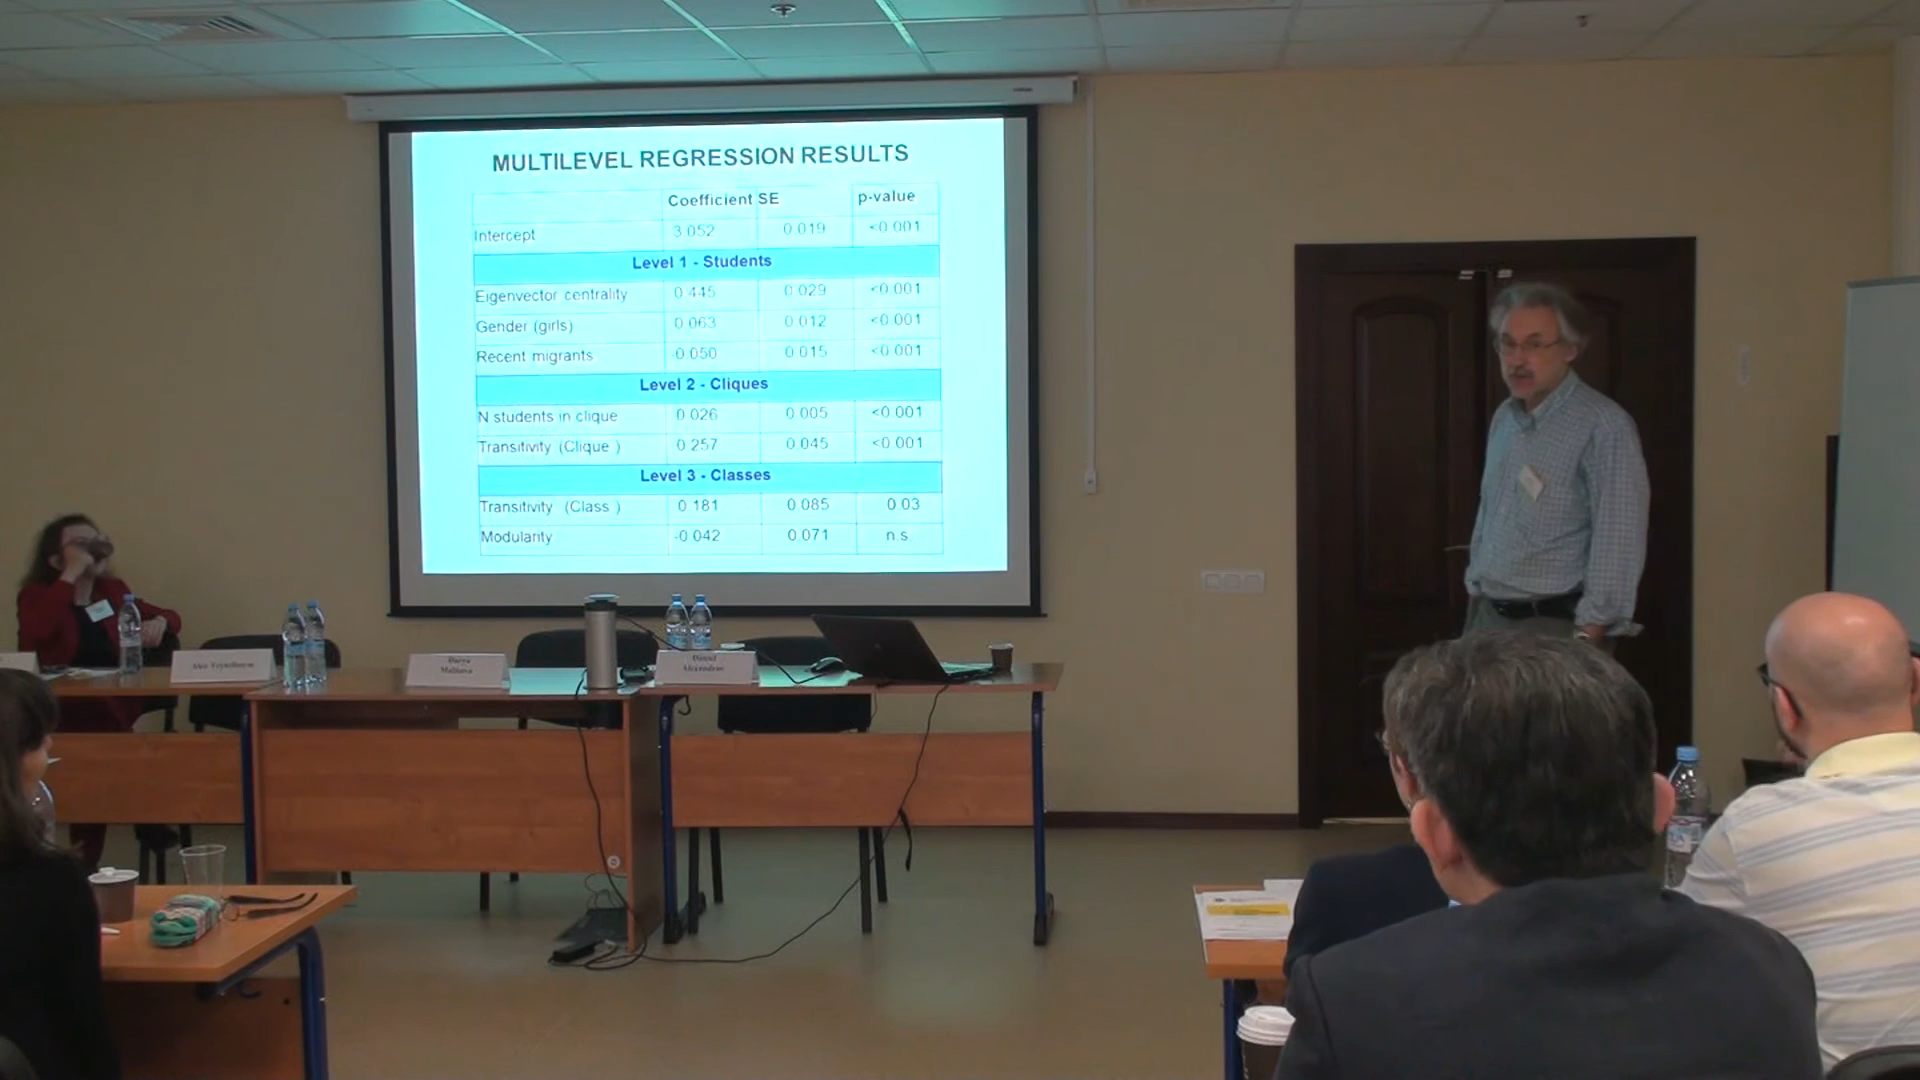 MULTILEVEL REGRESSION RESULTS
Coefficient SE p-value
Intercept 3.052 0.019 <0.001
Level 1 - Students
Eigenvector centrality 0.445 0.029 <0.001
Gender (girls) 0.063 0.012 <0.001
Recent migrants -0.050 0.015 <0.001
Level 2 - Cliques
N students in clique 0.026 0.005 <0.001
Transitivity (Clique ) 0.257 0.045 <0.001
Level 3 - Classes
Transitivity (Class ) 0.181 0.085 0.03
Modularity -0.042 0.071 n.s.
Daria
Daniel